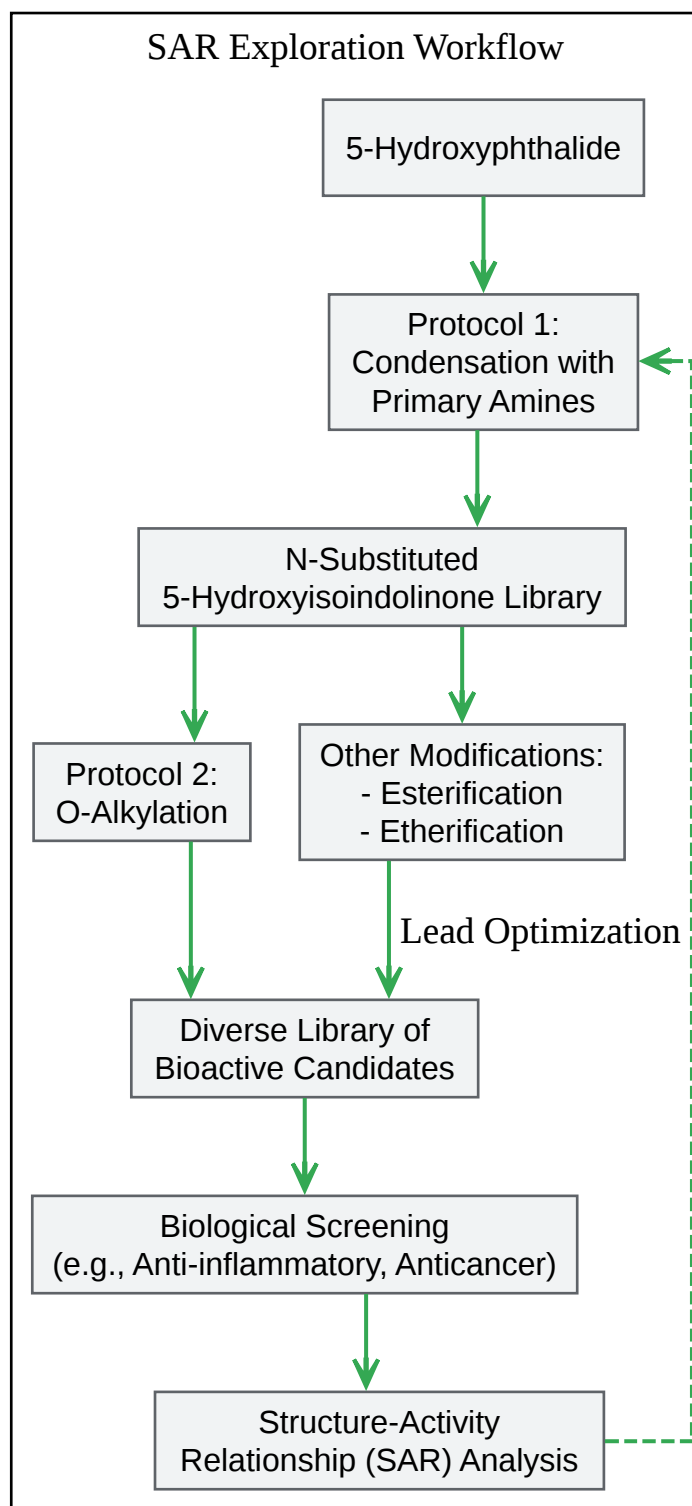 SAR Exploration Workflow
5-Hydroxyphthalide
Protocol 1:
Condensation with
Primary Amines
N-Substituted
5-Hydroxyisoindolinone Library
Protocol 2:
O-Alkylation
Other Modifications:
- Esterification
- Etherification
Lead Optimization
Diverse Library of
Bioactive Candidates
Biological Screening
(e.g., Anti-inflammatory, Anticancer)
Structure-Activity
Relationship (SAR) Analysis